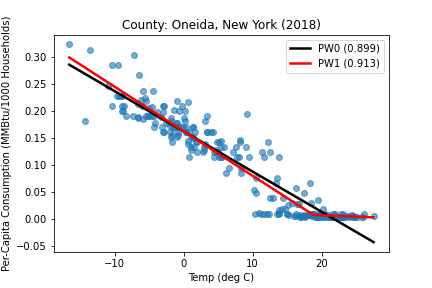 County: Oneida, New York (2018)
PW0 (0.899)
PW1 (0.913)
Per-Capita Consumption (MMBtu/1000 Households)
0.30
0.25
0.20
0.15
0.10
0.05
0.00
−0.05
−10 0 10 20
Temp (deg C)